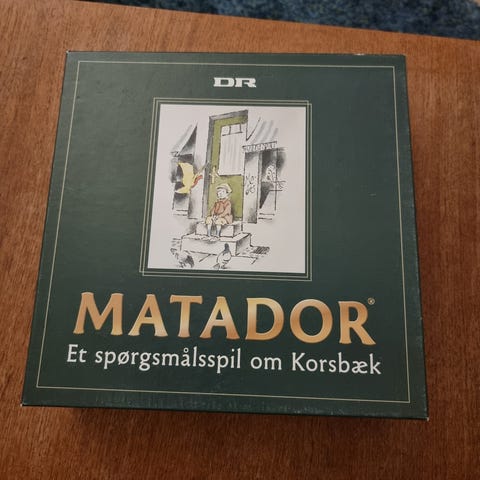 DR
MATADOR®
Et spørgsmålsspil om Korsbæk